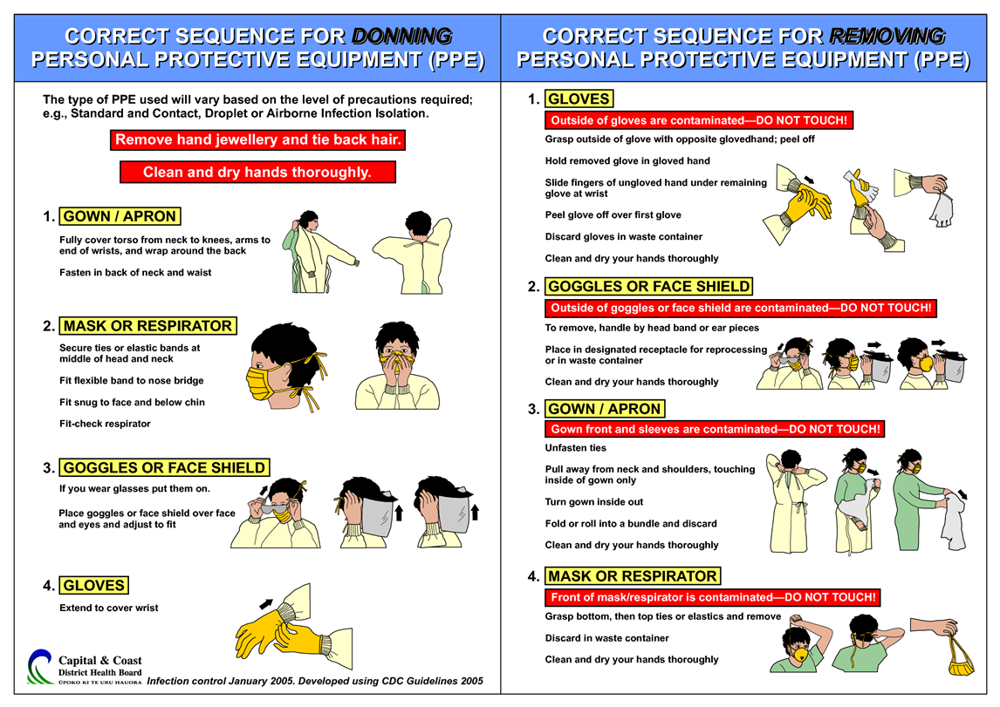 CORRECT SEQUENCE FOR DONNING
PERSONAL PROTECTIVE EQUIPMENT (PPE)
The type of PPE used will vary based on the level of precautions required;
e.g., Standard and Contact, Droplet or Airborne Infection Isolation.
Remove hand jewellery and tie back hair.
Clean and dry hands thoroughly.
1. GOWN / APRON
Fully cover torso from neck to knees, arms to
end of wrists, and wrap around the back
Fasten in back of neck and waist
2. MASK OR RESPIRATOR
Secure ties or elastic bands at
middle of head and neck
Fit flexible band to nose bridge
Fit snug to face and below chin
Fit-check respirator
3. GOGGLES OR FACE SHIELD
If you wear glasses put them on.
Place goggles or face shield over face
and eyes and adjust to fit
4. GLOVES
Extend to cover wrist
Capital & Coast
District Health Board
ŪPOKO KI TE URU HAUORA
Infection control January 2005. Developed using CDC Guidelines 2005
CORRECT SEQUENCE FOR REMOVING
PERSONAL PROTECTIVE EQUIPMENT (PPE)
1. GLOVES
Outside of gloves are contaminated—DO NOT TOUCH!
Grasp outside of glove with opposite glovedhand; peel off
Hold removed glove in gloved hand
Slide fingers of ungloved hand under remaining
glove at wrist
Peel glove off over first glove
Discard gloves in waste container
Clean and dry your hands thoroughly
2. GOGGLES OR FACE SHIELD
Outside of goggles or face shield are contaminated—DO NOT TOUCH!
To remove, handle by head band or ear pieces
Place in designated receptacle for reprocessing
or in waste container
Clean and dry your hands thoroughly
3. GOWN / APRON
Gown front and sleeves are contaminated—DO NOT TOUCH!
Unfasten ties
Pull away from neck and shoulders, touching
inside of gown only
Turn gown inside out
Fold or roll into a bundle and discard
Clean and dry your hands thoroughly
4. MASK OR RESPIRATOR
Front of mask/respirator is contaminated—DO NOT TOUCH!
Grasp bottom, then top ties or elastics and remove
Discard in waste container
Clean and dry your hands thoroughly